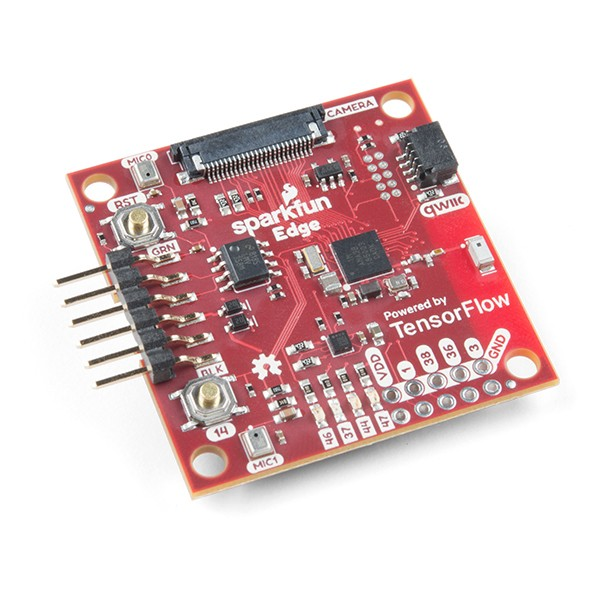 CAMERA
MIC0
RST
GRN
sparkfun
Edge
qwiic
Powered by
TensorFlow
BLK
14
MIC1
46
37
44
47
VDD
1
38
36
3
GND